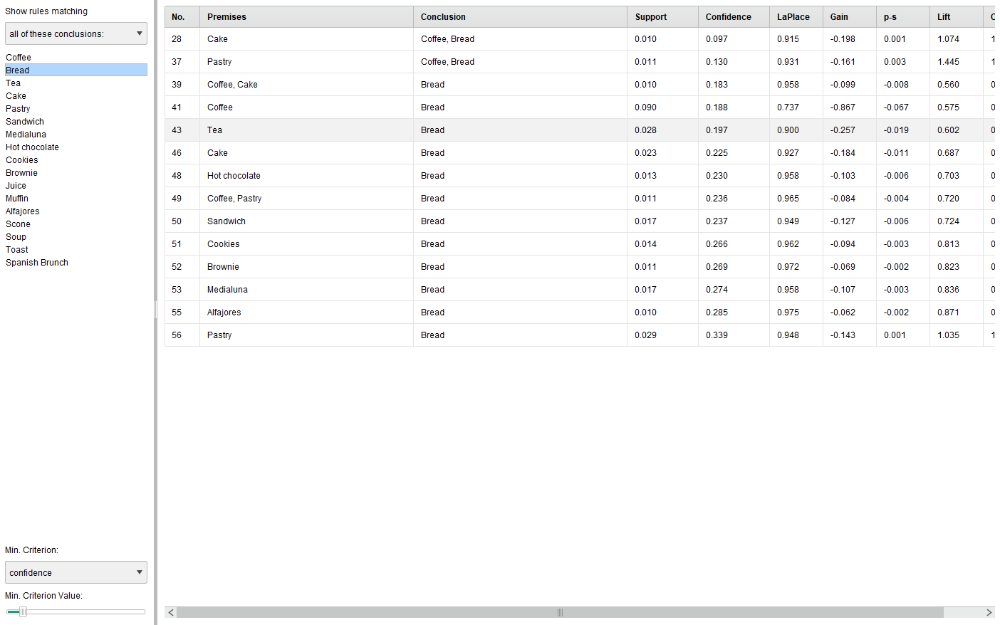 Show rules matching
all of these conclusions:
Coffee
Bread
Tea
Cake
Pastry
Sandwich
Medialuna
Hot chocolate
Cookies
Brownie
Juice
Muffin
Alfajores
Scone
Soup
Toast
Spanish Brunch
Min. Criterion:
confidence
Min. Criterion Value:
No. Premises Conclusion Support Confidence LaPlace Gain p-s Lift C
28 Cake Coffee, Bread 0.010 0.097 0.915 -0.198 0.001 1.074 1
37 Pastry Coffee, Bread 0.011 0.130 0.931 -0.161 0.003 1.445 1
39 Coffee, Cake Bread 0.010 0.183 0.958 -0.099 -0.008 0.560 0
41 Coffee Bread 0.090 0.188 0.737 -0.867 -0.067 0.575 0
43 Tea Bread 0.028 0.197 0.900 -0.257 -0.019 0.602 0
46 Cake Bread 0.023 0.225 0.927 -0.184 -0.011 0.687 0
48 Hot chocolate Bread 0.013 0.230 0.958 -0.103 -0.006 0.703 0
49 Coffee, Pastry Bread 0.011 0.236 0.965 -0.084 -0.004 0.720 0
50 Sandwich Bread 0.017 0.237 0.949 -0.127 -0.006 0.724 0
51 Cookies Bread 0.014 0.266 0.962 -0.094 -0.003 0.813 0
52 Brownie Bread 0.011 0.269 0.972 -0.069 -0.002 0.823 0
53 Medialuna Bread 0.017 0.274 0.958 -0.107 -0.003 0.836 0
55 Alfajores Bread 0.010 0.285 0.975 -0.062 -0.002 0.871 0
56 Pastry Bread 0.029 0.339 0.948 -0.143 0.001 1.035 1